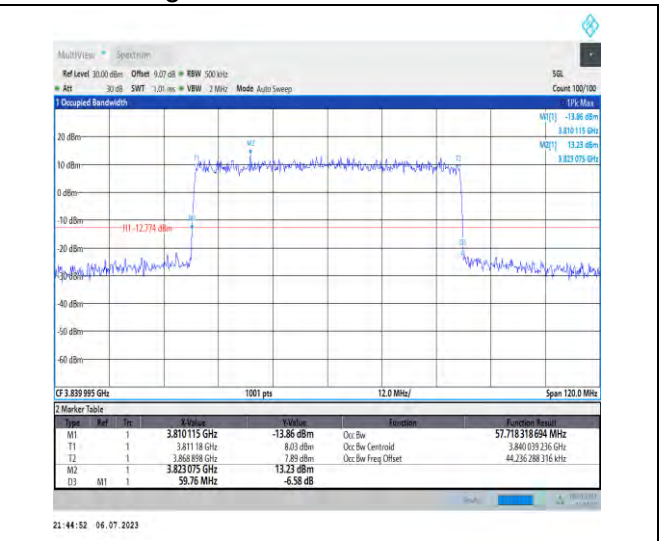 MultiView Spectrum
Ref Level 30.00 dBm Offset 9.07 dB RBW 500 kHz SGL
Att 30 dB SWT 1.01 ms VBW 2 MHz Mode Auto Sweep Count 100/100
1 Occupied Bandwidth 1Pk Max
M1[1] -13.86 dBm
3.810 115 GHz
20 dBm M2 M2[1] 13.23 dBm
3.823 075 GHz
T1 T2
10 dBm
0 dBm
-10 dBm M1
H1 -12.774 dBm
-20 dBm D3
-30 dBm
-40 dBm
-50 dBm
-60 dBm
CF 3.839 995 GHz 1001 pts 12.0 MHz/ Span 120.0 MHz
2 Marker Table
Type Ref Trc X-Value Y-Value Function Function Result
M1 1 3.810 115 GHz -13.86 dBm Occ Bw 57.718 318 694 MHz
T1 1 3.811 18 GHz 8.03 dBm Occ Bw Centroid 3.840 039 236 GHz
T2 1 3.868 898 GHz 7.89 dBm Occ Bw Freq Offset 44.236 288 316 kHz
M2 1 3.823 075 GHz 13.23 dBm
D3 M1 1 59.76 MHz -6.58 dB
21:44:52 06.07.2023